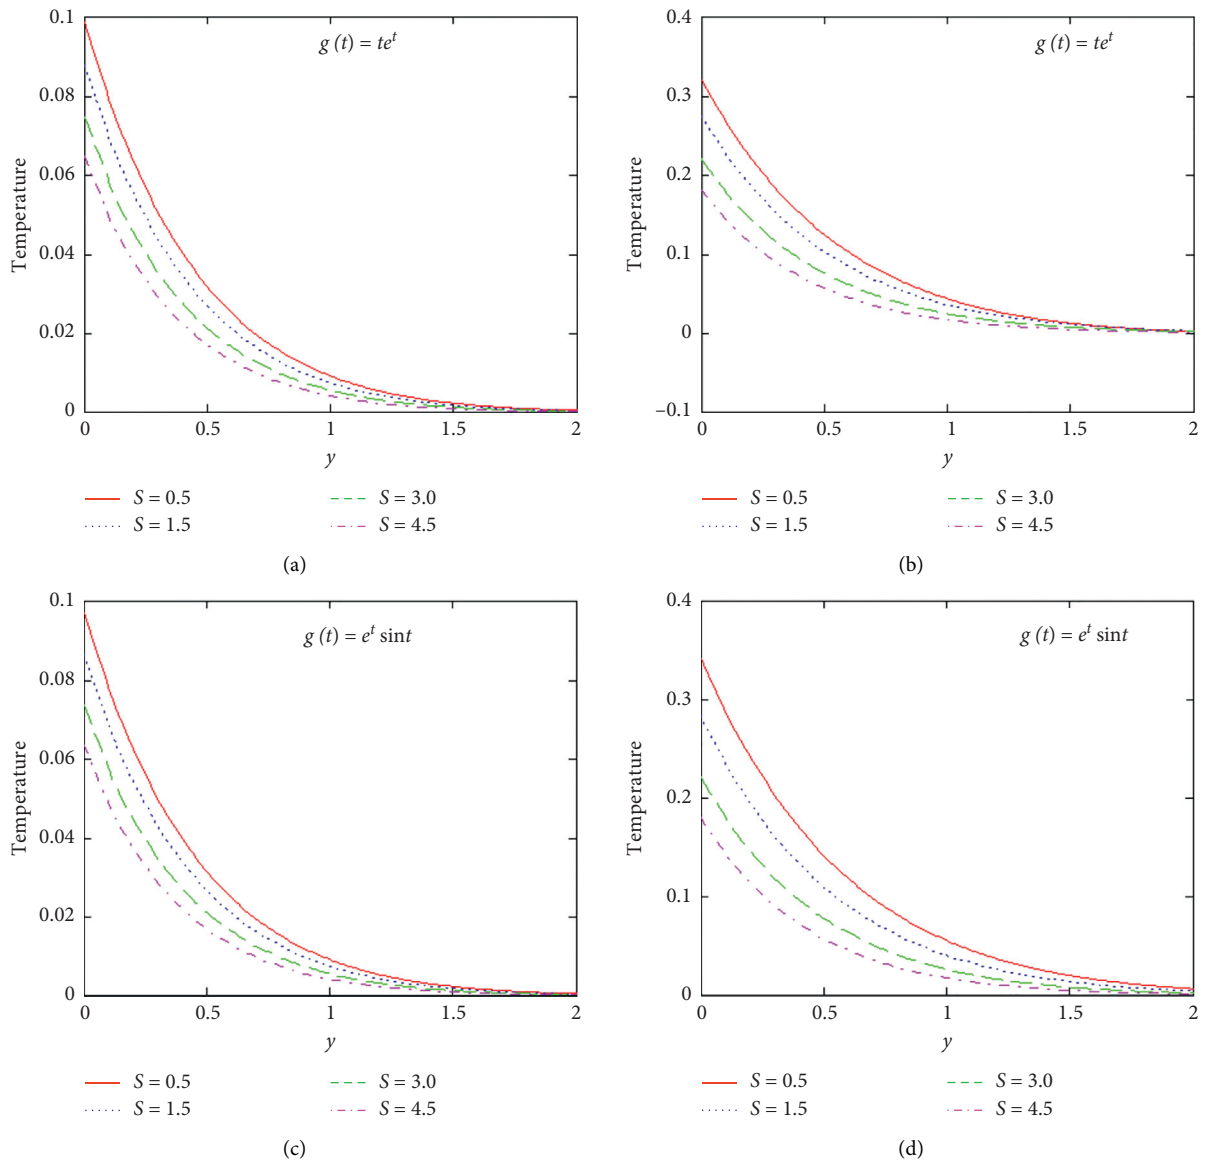 0.1
g (t) = te^t
0.08
0.06
0.04
0.02
0
Temperature
0 0.5 1 1.5 2
y
S = 0.5 S = 3.0
S = 1.5 S = 4.5
(a)
0.4
g (t) = te^t
0.3
0.2
0.1
0
−0.1
Temperature
0 0.5 1 1.5 2
y
S = 0.5 S = 3.0
S = 1.5 S = 4.5
(b)
0.1
g (t) = e^t sint
0.08
0.06
0.04
0.02
0
Temperature
0 0.5 1 1.5 2
y
S = 0.5 S = 3.0
S = 1.5 S = 4.5
(c)
0.4
g (t) = e^t sint
0.3
0.2
0.1
0
Temperature
0 0.5 1 1.5 2
y
S = 0.5 S = 3.0
S = 1.5 S = 4.5
(d)